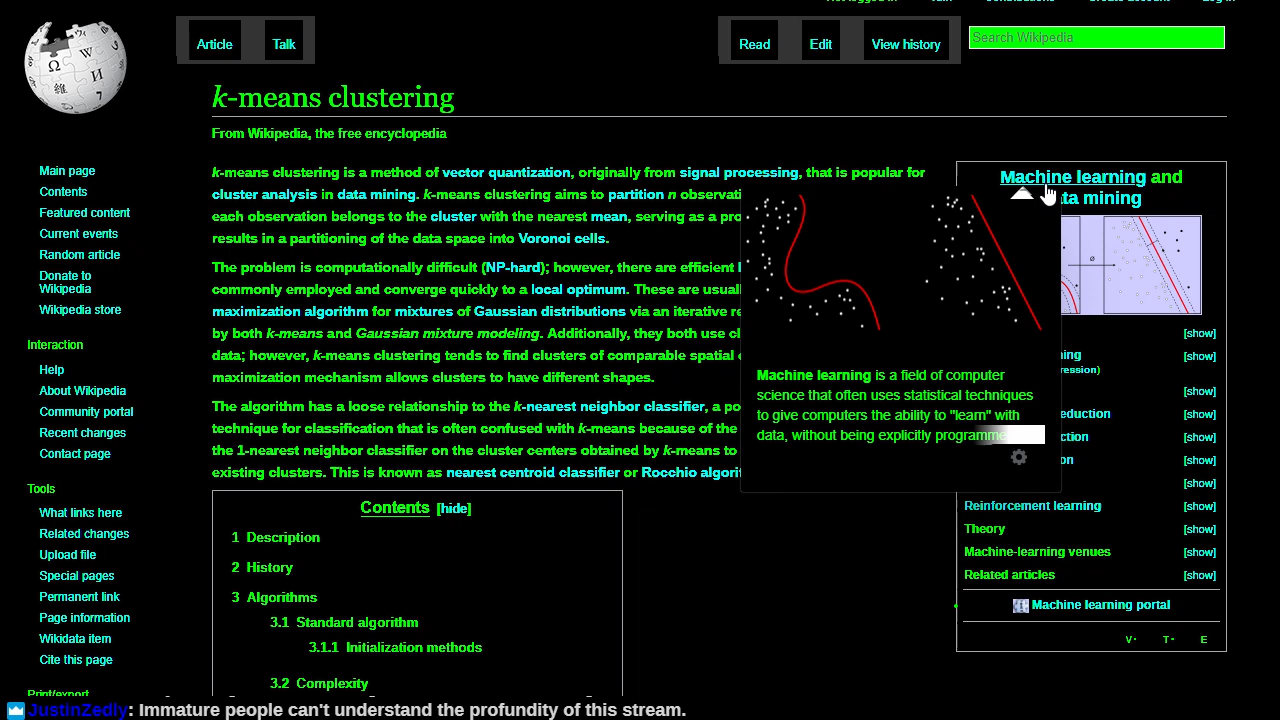 Article
Talk
Read
Edit
View history
Search Wikipedia
k-means clustering
From Wikipedia, the free encyclopedia
Main page
Contents
Featured content
Current events
Random article
Donate to
Wikipedia
Wikipedia store
Interaction
Help
About Wikipedia
Community portal
Recent changes
Contact page
Tools
What links here
Related changes
Upload file
Special pages
Permanent link
Page information
Wikidata item
Cite this page
Print/export
k-means clustering is a method of vector quantization, originally from signal processing, that is popular for
cluster analysis in data mining. k-means clustering aims to partition n
each observation belongs to the cluster with the nearest mean, serving as a
results in a partitioning of the data space into Voronoi cells.
The problem is computationally difficult (NP-hard); however, there are efficient
commonly employed and converge quickly to a local optimum. These are
maximization algorithm for mixtures of Gaussian distributions via an iterative
by both k-means and Gaussian mixture modeling. Additionally, they both use
data; however, k-means clustering tends to find clusters of comparable spatial
maximization mechanism allows clusters to have different shapes.
The algorithm has a loose relationship to the k-nearest neighbor classifier, a
technique for classification that is often confused with k-means because of the
the 1-nearest neighbor classifier on the cluster centers obtained by k-means to
existing clusters. This is known as nearest centroid classifier or Rocchio
Contents [hide]
1 Description
2 History
3 Algorithms
3.1 Standard algorithm
3.1.1 Initialization methods
3.2 Complexity
Machine learning is a field of computer
science that often uses statistical techniques
to give computers the ability to "learn" with
data, without being explicitly programme
Machine learning and
mining
[show]
[show]
[show]
[show]
[show]
[show]
[show]
Reinforcement learning [show]
Theory [show]
Machine-learning venues [show]
Related articles [show]
Machine learning portal
V· T· E
JustinZedly: Immature people can't understand the profundity of this stream.